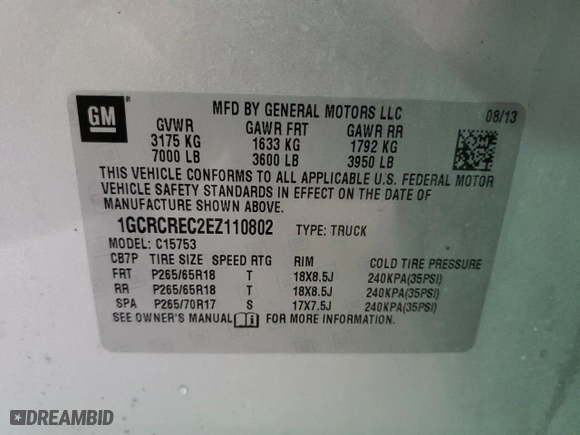 GM
MFD BY GENERAL MOTORS LLC 08/13
GVWR GAWR FRT GAWR RR
3175 KG 1633 KG 1792 KG
7000 LB 3600 LB 3950 LB
THIS VEHICLE CONFORMS TO ALL APPLICABLE U.S. FEDERAL MOTOR
VEHICLE SAFETY STANDARDS IN EFFECT ON THE DATE OF
MANUFACTURE SHOWN ABOVE.
1GCRCREC2EZ110802 TYPE: TRUCK
MODEL: C15753
CB7P TIRE SIZE SPEED RTG RIM COLD TIRE PRESSURE
FRT P265/65R18 T 18X8.5J 240KPA(35PSI)
RR P265/65R18 T 18X8.5J 240KPA(35PSI)
SPA P265/70R17 S 17X7.5J 240KPA(35PSI)
SEE OWNER'S MANUAL FOR MORE INFORMATION.
DREAMBID